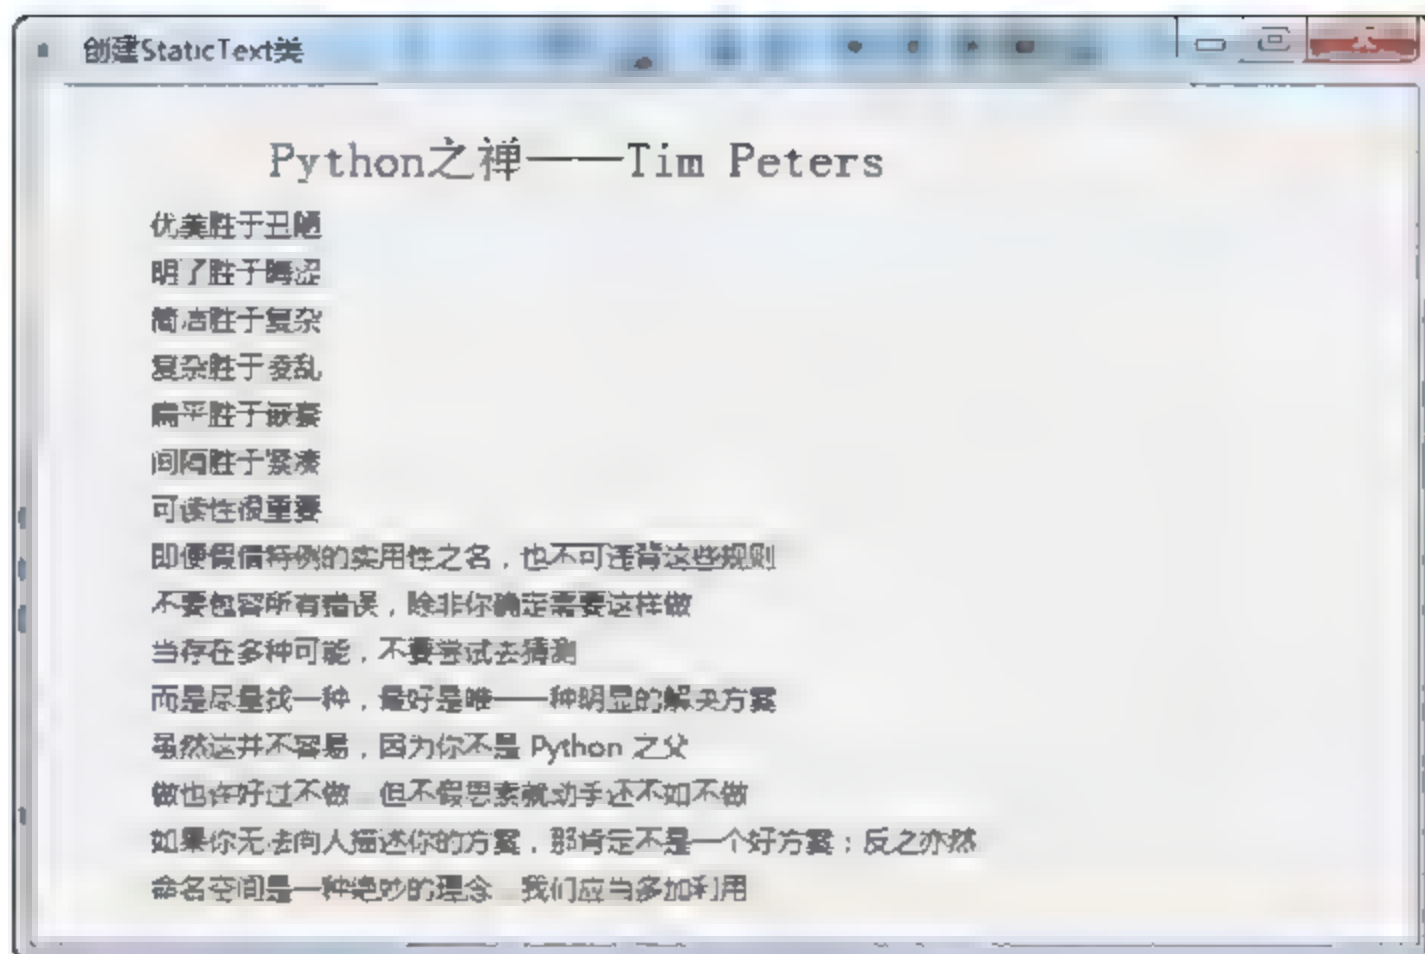 创建StaticText类
Python之禅——Tim Peters
优美胜于丑陋
明了胜于晦涩
简洁胜于复杂
复杂胜于凌乱
扁平胜于嵌套
间隔胜于紧凑
可读性很重要
即便假借特例的实用性之名，也不可违背这些规则
不要包容所有错误，除非你确定需要这样做
当存在多种可能，不要尝试去猜测
而是尽量找一种，最好是唯一一种明显的解决方案
虽然这并不容易，因为你不是 Python 之父
做也许好过不做 但不假思索就动手还不如不做
如果你无法向人描述你的方案，那肯定不是一个好方案；反之亦然
命名空间是一种绝妙的理念 我们应当多加利用